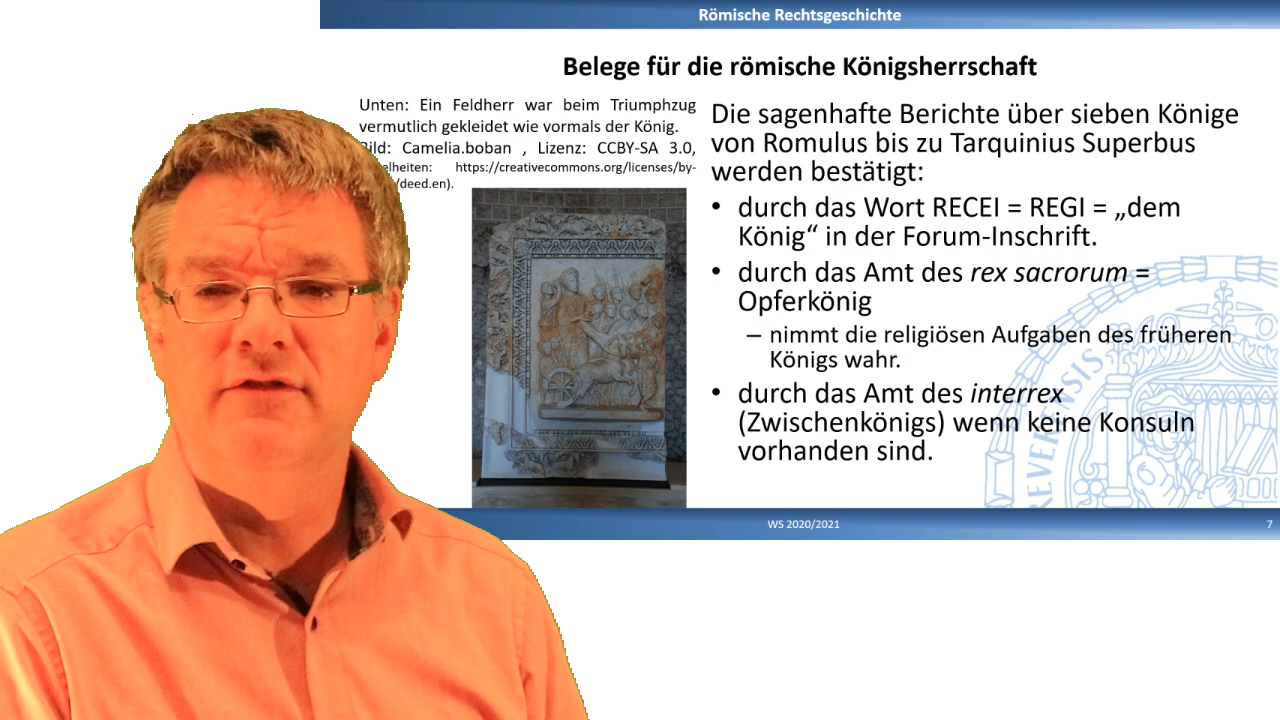 Römische Rechtsgeschichte
Belege für die römische Königsherrschaft
Unten: Ein Feldherr war beim Triumphzug
vermutlich gekleidet wie vormals der König.
Bild: Camelia.boban , Lizenz: CCBY-SA 3.0,
https://creativecommons.org/licenses/by-
/deed.en).
Die sagenhafte Berichte über sieben Könige
von Romulus bis zu Tarquinius Superbus
werden bestätigt:
• durch das Wort RECEI = REGI = „dem
König“ in der Forum-Inschrift.
• durch das Amt des rex sacrorum =
Opferkönig
– nimmt die religiösen Aufgaben des früheren
Königs wahr.
• durch das Amt des interrex
(Zwischenkönigs) wenn keine Konsuln
vorhanden sind.
REVERENSIS
WS 2020/2021
7